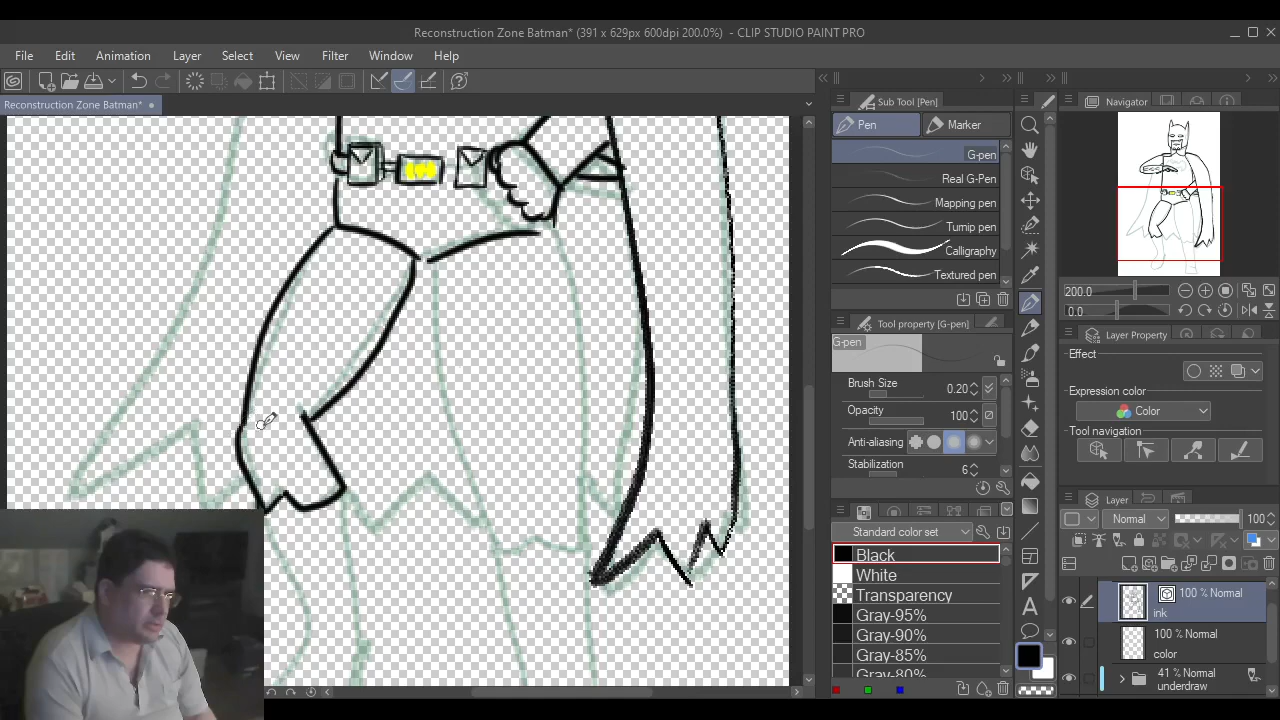 Reconstruction Zone Batman* (391 x 629px 600dpi 200.0%) - CLIP STUDIO PAINT PRO
File Edit Animation Layer Select View Filter Window Help
Reconstruction Zone Batman*
Sub Tool [Pen]
Pen
Marker
G-pen
Real G-Pen
Mapping pen
Turnip pen
Calligraphy
Textured pen
Tool property [G-pen]
G-pen
Brush Size 0.20
Opacity 100
Anti-aliasing
Stabilization 6
Standard color set
Black
White
Transparency
Gray-95%
Gray-90%
Gray-85%
Gray-80%
Navigator
200.0
0.0
Layer Property
Effect
Expression color
Color
Tool navigation
Layer
Normal 100
100 % Normal
ink
100 % Normal
color
41 % Normal
underdraw